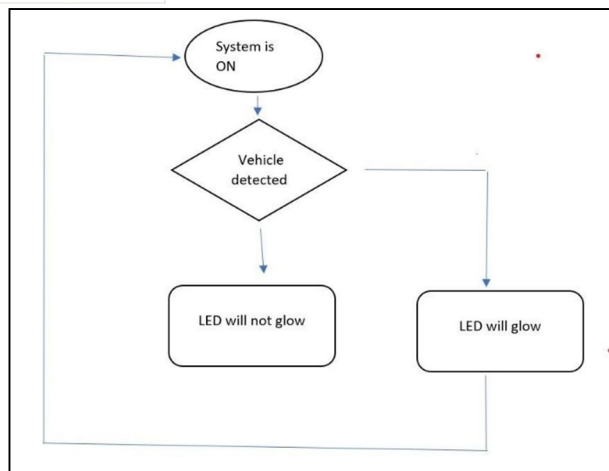 System is
ON
Vehicle
detected
LED will not glow
LED will glow